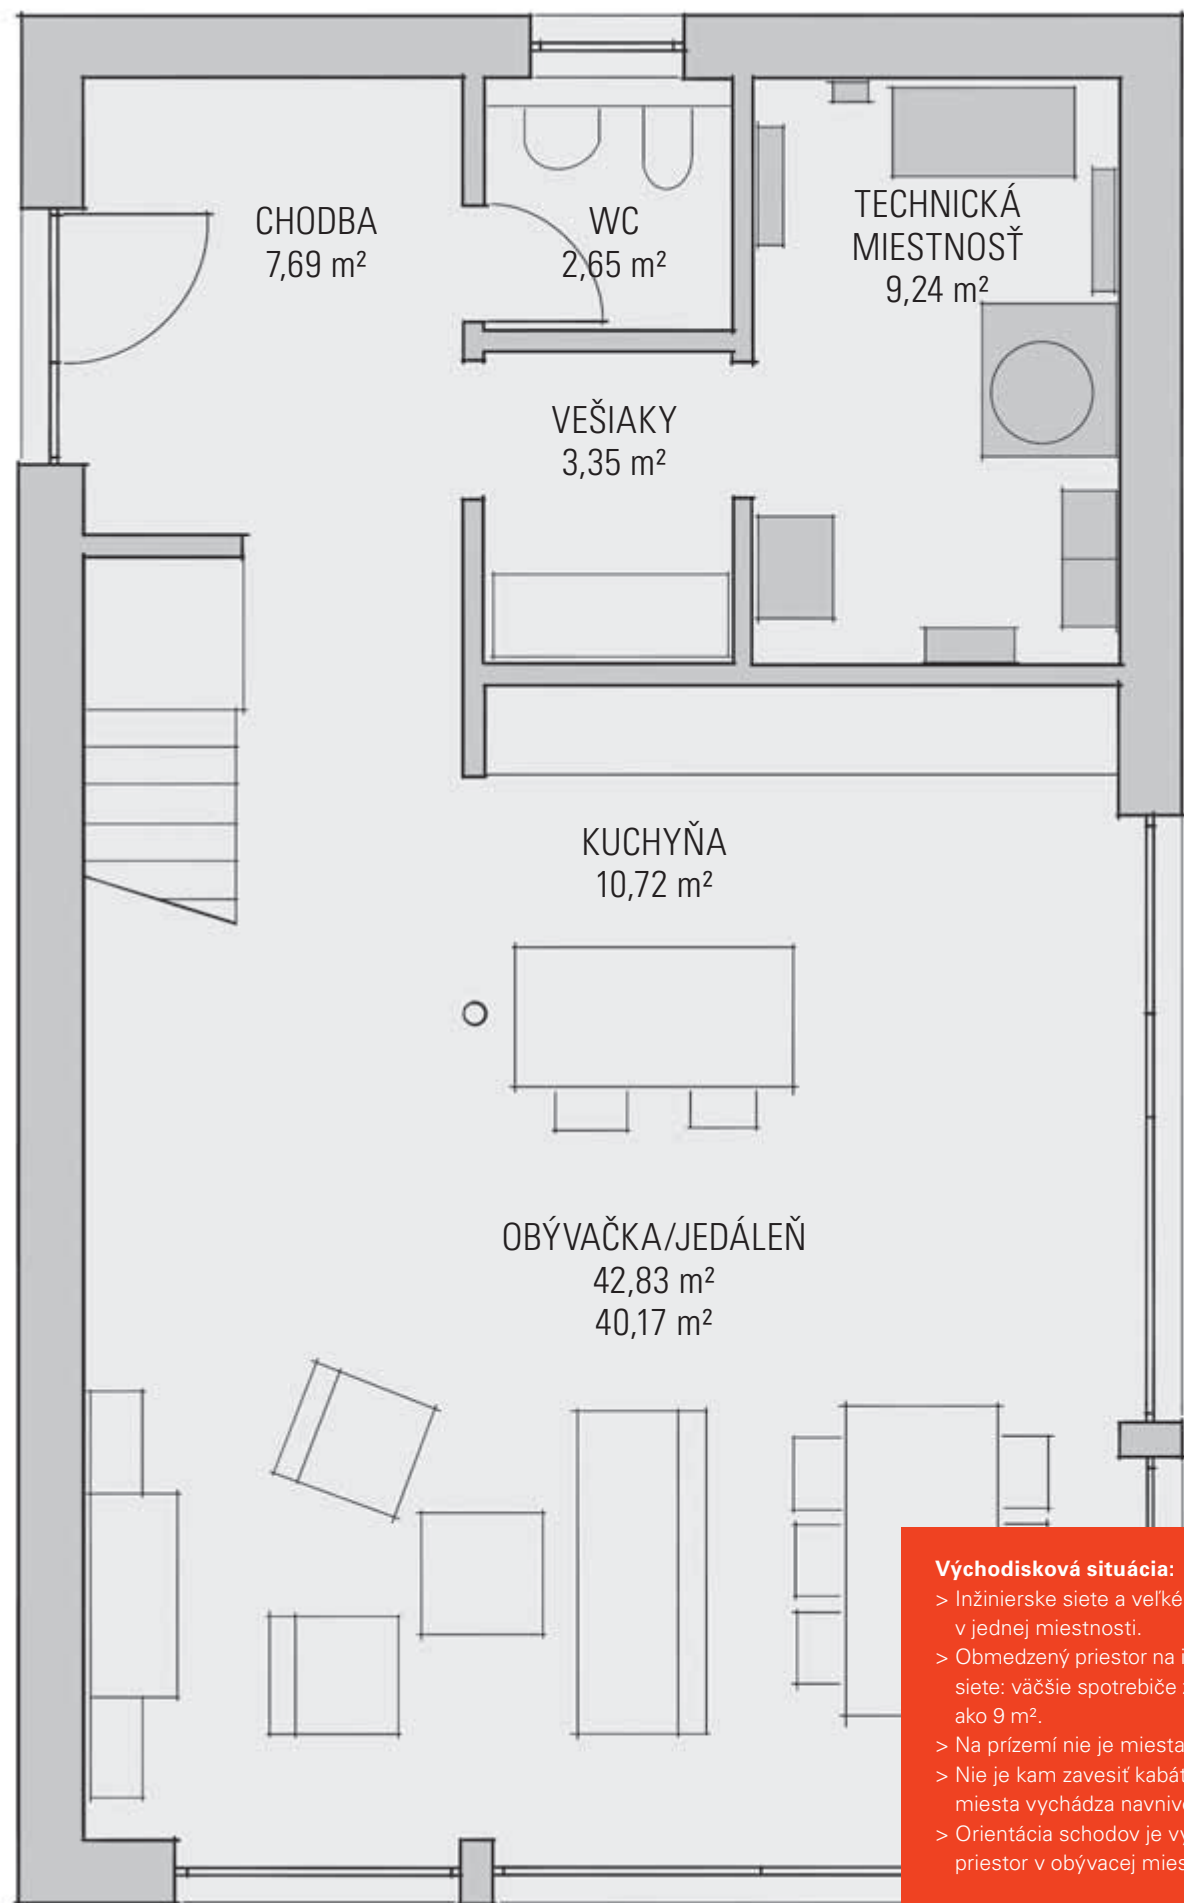 CHODBA
7,69 m²
WC
2,65 m²
TECHNICKÁ
MIESTNOSŤ
9,24 m²
VEŠIAKY
3,35 m²
KUCHYŇA
10,72 m²
OBÝVAČKA/JEDÁLEŇ
42,83 m²
40,17 m²
Východisková situácia:
> Inžinierske siete a veľké
v jednej miestnosti.
> Obmedzený priestor na
siete: väčšie spotrebiče
ako 9 m².
> Na prízemí nie je miesta
> Nie je kam zavesiť
miesta vychádza
> Orientácia schodov je
priestor v obývacej